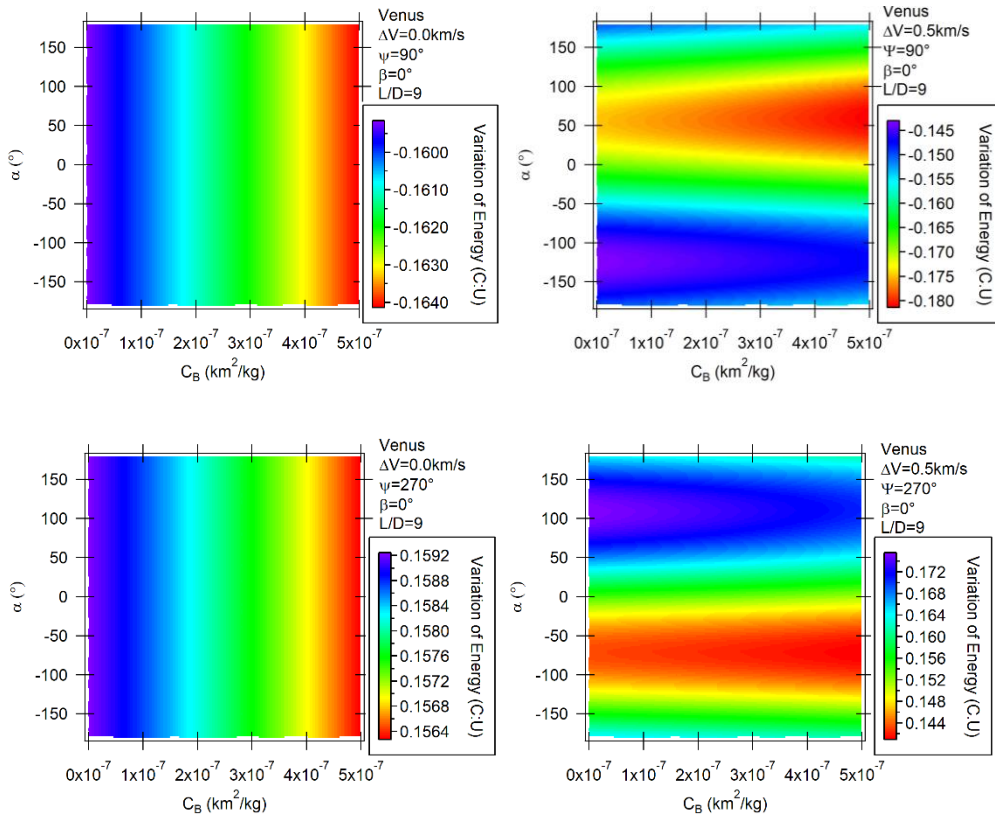 Venus
ΔV=0.0km/s
ψ=90°
β=0°
L/D=9
Variation of Energy (C:U)
-0.1600
-0.1610
-0.1620
-0.1630
-0.1640
α (°)
150
100
50
0
-50
-100
-150
0x10⁻⁷ 1x10⁻⁷ 2x10⁻⁷ 3x10⁻⁷ 4x10⁻⁷ 5x10⁻⁷
C_B (km²/kg)
Venus
ΔV=0.5km/s
Ψ=90°
β=0°
L/D=9
Variation of Energy (C:U)
-0.145
-0.150
-0.155
-0.160
-0.165
-0.170
-0.175
-0.180
α (°)
150
100
50
0
-50
-100
-150
0x10⁻⁷ 1x10⁻⁷ 2x10⁻⁷ 3x10⁻⁷ 4x10⁻⁷ 5x10⁻⁷
C_B (km²/kg)
Venus
ΔV=0.0km/s
ψ=270°
β=0°
L/D=9
Variation of Energy (C:U)
0.1592
0.1588
0.1584
0.1580
0.1576
0.1572
0.1568
0.1564
α (°)
150
100
50
0
-50
-100
-150
0x10⁻⁷ 1x10⁻⁷ 2x10⁻⁷ 3x10⁻⁷ 4x10⁻⁷ 5x10⁻⁷
C_B (km²/kg)
Venus
ΔV=0.5km/s
Ψ=270°
β=0°
L/D=9
Variation of Energy (C:U)
0.172
0.168
0.164
0.160
0.156
0.152
0.148
0.144
α (°)
150
100
50
0
-50
-100
-150
0x10⁻⁷ 1x10⁻⁷ 2x10⁻⁷ 3x10⁻⁷ 4x10⁻⁷ 5x10⁻⁷
C_B (km²/kg)